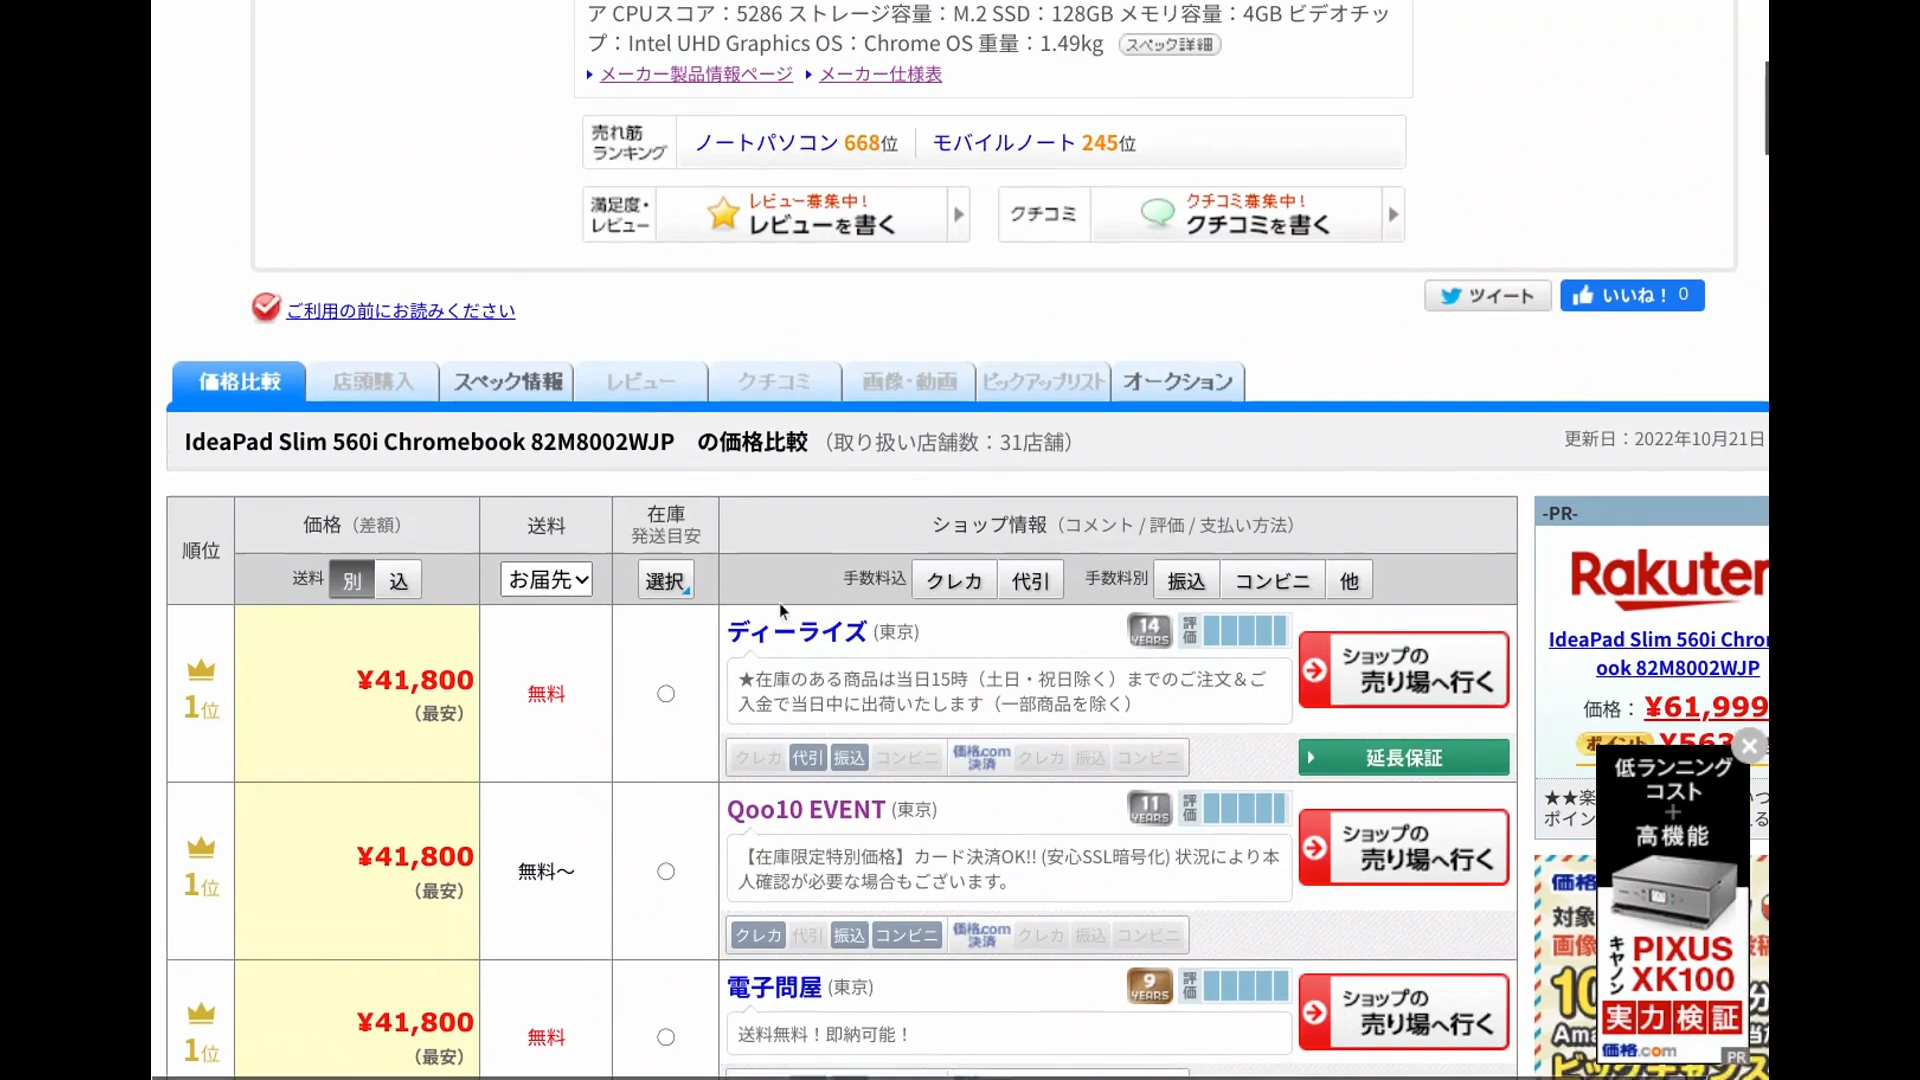 ア CPUスコア：5286 ストレージ容量：M.2 SSD：128GB メモリ容量：4GB ビデオチッ
プ：Intel UHD Graphics OS：Chrome OS 重量：1.49kg スペック詳細
メーカー製品情報ページ メーカー仕様表
売れ筋
ランキング
ノートパソコン 668位 モバイルノート 245位
満足度・
レビュー
レビュー募集中！
レビューを書く
クチコミ
クチコミ募集中！
クチコミを書く
ご利用の前にお読みください
ツイート いいね！ 0
価格比較 店頭購入 スペック情報 レビュー クチコミ 画像・動画 ピックアップリスト オークション
IdeaPad Slim 560i Chromebook 82M8002WJP の価格比較（取り扱い店舗数：31店舗）
更新日：2022年10月21日
順位 価格（差額） 送料 在庫 発送目安 ショップ情報（コメント / 評価 / 支払い方法）
送料 別 込 お届先 選択 手数料込 クレカ 代引 手数料別 振込 コンビニ 他
1位 ¥41,800 （最安） 無料 ○
ディーライズ (東京) 14 YEARS 評価
★在庫のある商品は当日15時（土日・祝日除く）までのご注文＆ご
入金で当日中に出荷いたします（一部商品を除く）
ショップの
売り場へ行く
クレカ 代引 振込 コンビニ 価格.com 決済 クレカ 振込 コンビニ
延長保証
1位 ¥41,800 （最安） 無料～ ○
Qoo10 EVENT (東京) 11 YEARS 評価
【在庫限定特別価格】カード決済OK!! (安心SSL暗号化) 状況により本
人確認が必要な場合もございます。
ショップの
売り場へ行く
クレカ 代引 振込 コンビニ 価格.com 決済 クレカ 振込 コンビニ
1位 ¥41,800 （最安） 無料 ○
電子問屋 (東京) 9 YEARS 評価
送料無料！即納可能！
ショップの
売り場へ行く
-PR-
Rakuten
IdeaPad Slim 560i Chro
ook 82M8002WJP
価格： ¥61,999
ポイント ¥563
★★楽
ポイン
低ランニング
コスト
+
高機能
キヤノン
PIXUS
XK100
実力検証
価格.com
PR
価格
対象
画像
10
Ama